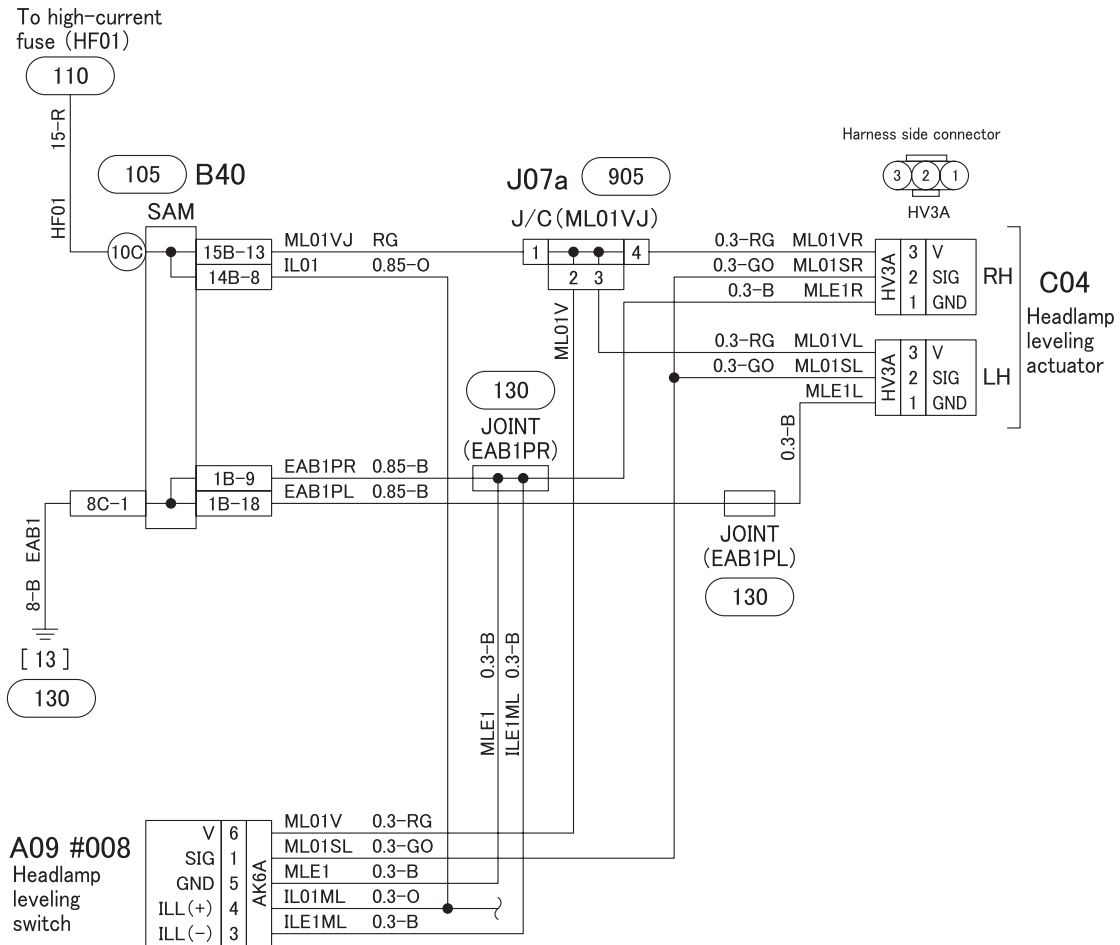 To high-current
fuse (HF01)
110
15-R
HF01
105
B40
SAM
10C
15B-13
ML01VJ RG
14B-8
IL01 0.85-O
J07a
905
J/C(ML01VJ)
1
4
2
3
ML01V
Harness side connector
3 2 1
HV3A
0.3-RG ML01VR
0.3-GO ML01SR
0.3-B MLE1R
HV3A
3 V
2 SIG
1 GND
RH
0.3-RG ML01VL
0.3-GO ML01SL
MLE1L
0.3-B
HV3A
3 V
2 SIG
1 GND
LH
C04
Headlamp
leveling
actuator
130
JOINT
(EAB1PR)
1B-9
EAB1PR 0.85-B
8C-1
1B-18
EAB1PL 0.85-B
JOINT
(EAB1PL)
130
8-B EAB1
[ 13 ]
130
MLE1 0.3-B
ILE1ML 0.3-B
A09 #008
Headlamp
leveling
switch
V 6
SIG 1
GND 5
ILL(+) 4
ILL(-) 3
AK6A
ML01V 0.3-RG
ML01SL 0.3-GO
MLE1 0.3-B
IL01ML 0.3-O
ILE1ML 0.3-B